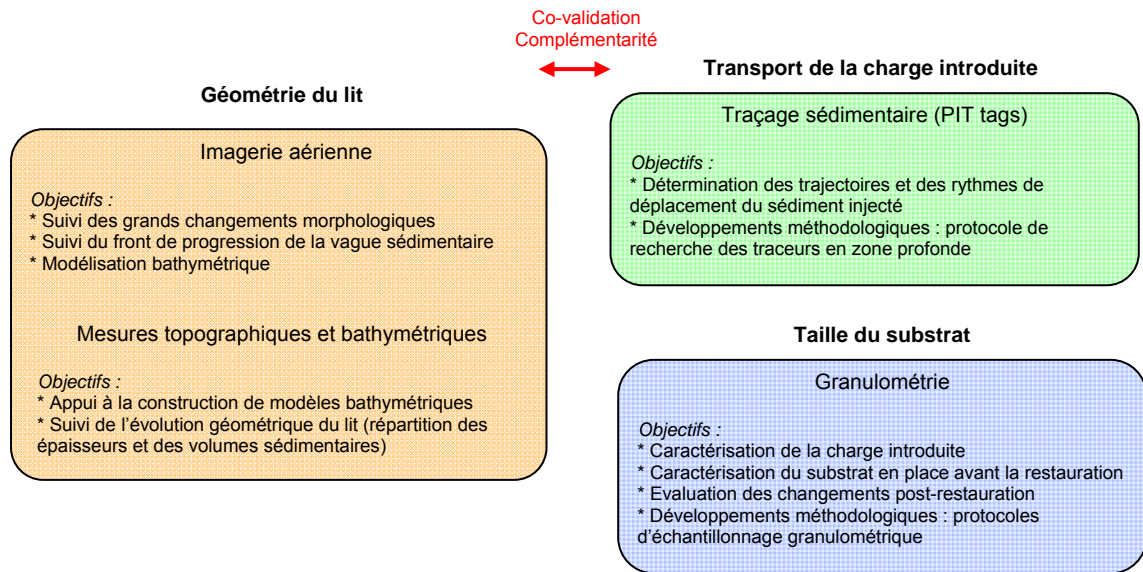 Co-validation
Complémentarité
Géométrie du lit
Imagerie aérienne
Objectifs :
* Suivi des grands changements morphologiques
* Suivi du front de progression de la vague sédimentaire
* Modélisation bathymétrique
Mesures topographiques et bathymétriques
Objectifs :
* Appui à la construction de modèles bathymétriques
* Suivi de l'évolution géométrique du lit (répartition des
épaisseurs et des volumes sédimentaires)
Transport de la charge introduite
Traçage sédimentaire (PIT tags)
Objectifs :
* Détermination des trajectoires et des rythmes de
déplacement du sédiment injecté
* Développements méthodologiques : protocole de
recherche des traceurs en zone profonde
Taille du substrat
Granulométrie
Objectifs :
* Caractérisation de la charge introduite
* Caractérisation du substrat en place avant la restauration
* Evaluation des changements post-restauration
* Développements méthodologiques : protocoles
d'échantillonnage granulométrique